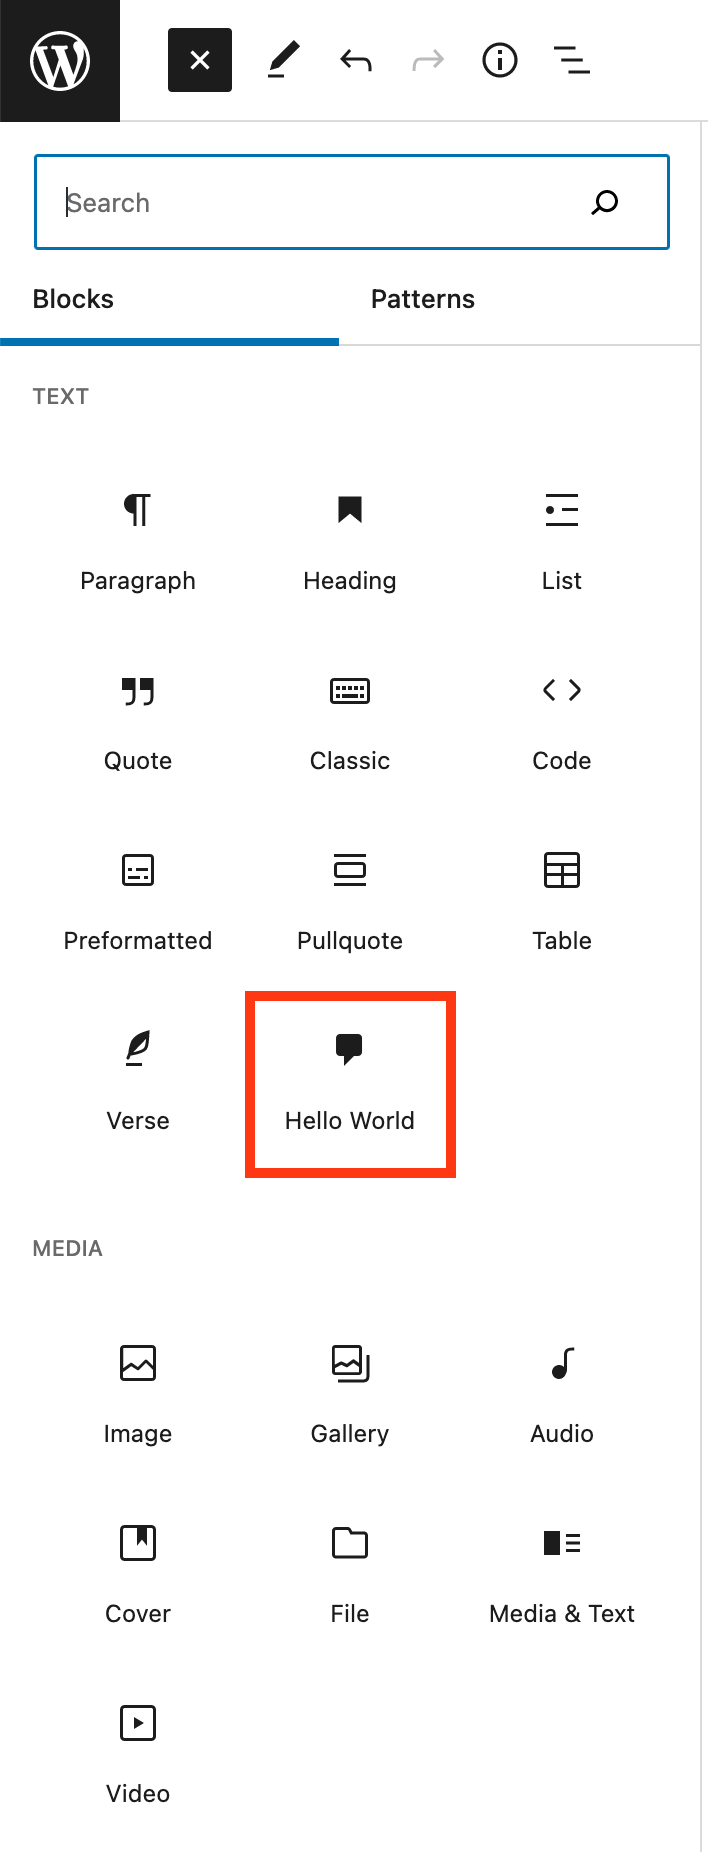 Search
Blocks Patterns
TEXT
Paragraph Heading List
Quote Classic Code
Preformatted Pullquote Table
Verse Hello World
MEDIA
Image Gallery Audio
Cover File Media & Text
Video